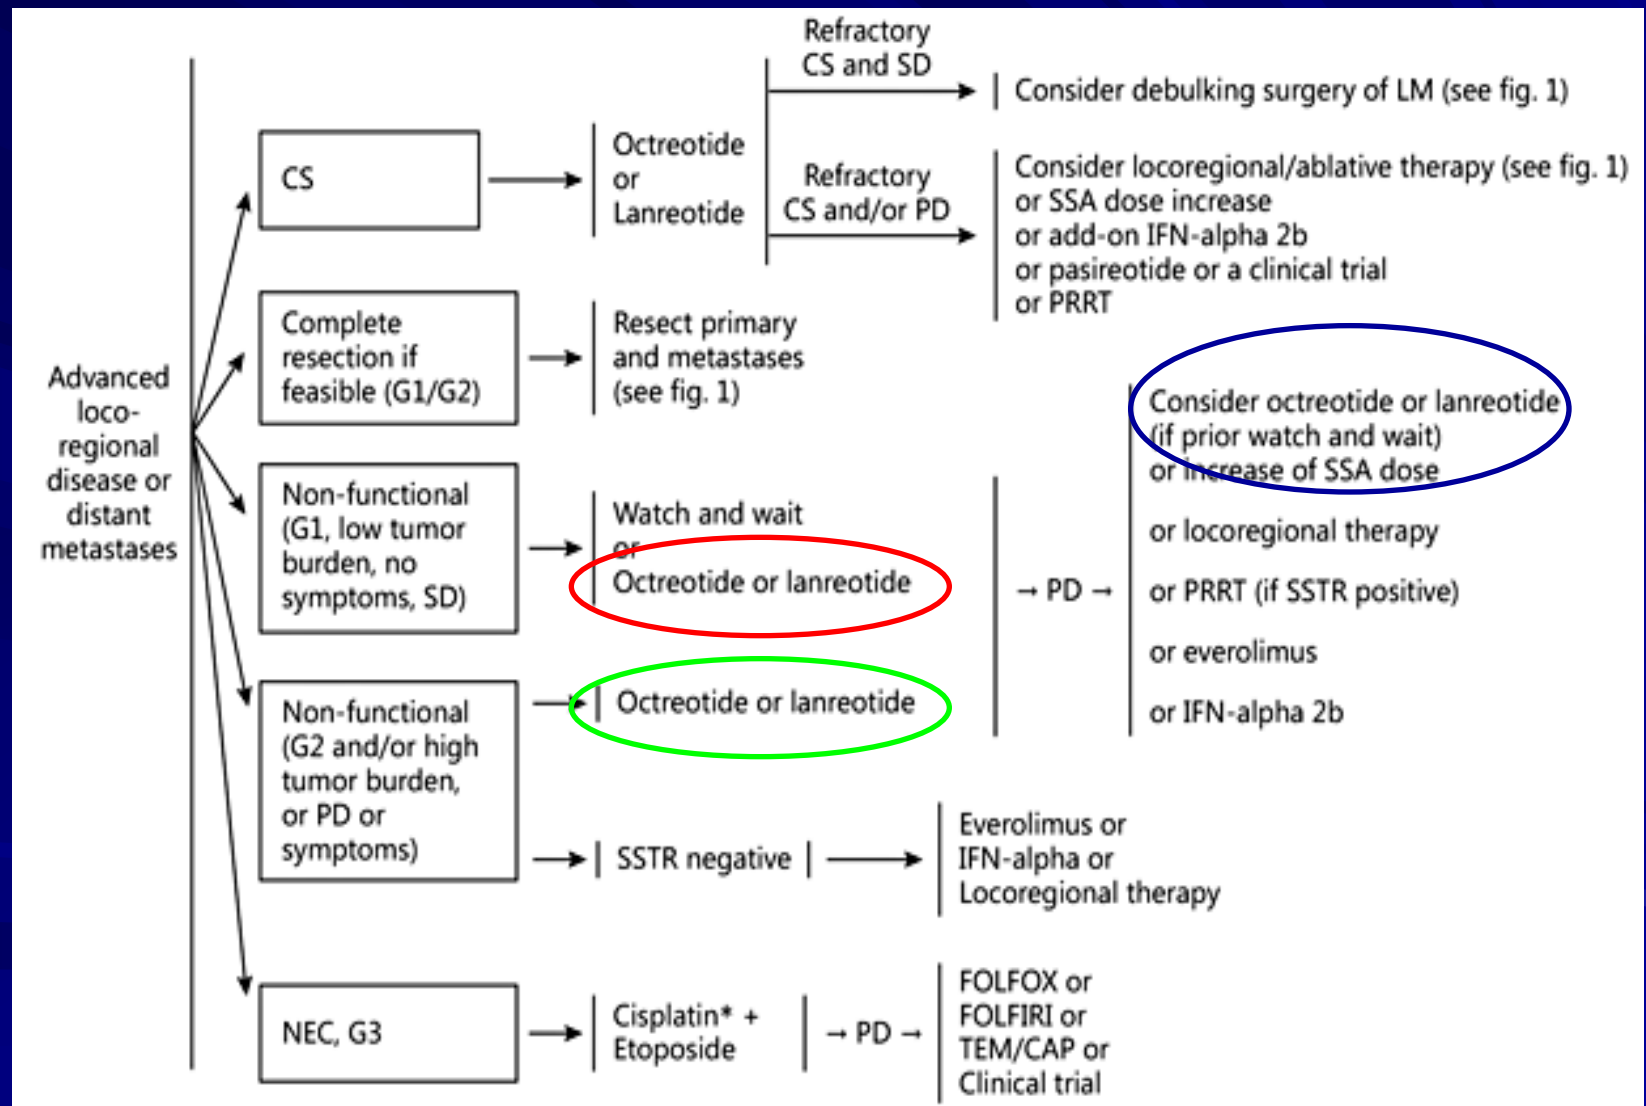 Advanced
loco-
regional
disease or
distant
metastases
CS
Octreotide
or
Lanreotide
Refractory
CS and SD
Consider debulking surgery of LM (see fig. 1)
Refractory
CS and/or PD
Consider locoregional/ablative therapy (see fig. 1)
or SSA dose increase
or add-on IFN-alpha 2b
or pasireotide or a clinical trial
or PRRT
Complete
resection if
feasible (G1/G2)
Resect primary
and metastases
(see fig. 1)
Non-functional
(G1, low tumor
burden, no
symptoms, SD)
Watch and wait
or
Octreotide or lanreotide
Non-functional
(G2 and/or high
tumor burden,
or PD or
symptoms)
Octreotide or lanreotide
→ PD →
Consider octreotide or lanreotide
(if prior watch and wait)
or increase of SSA dose
or locoregional therapy
or PRRT (if SSTR positive)
or everolimus
or IFN-alpha 2b
SSTR negative
Everolimus or
IFN-alpha or
Locoregional therapy
NEC, G3
Cisplatin* +
Etoposide
→ PD →
FOLFOX or
FOLFIRI or
TEM/CAP or
Clinical trial